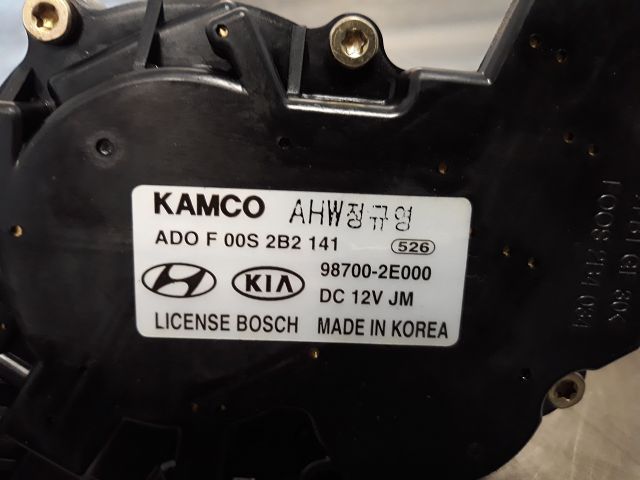 KAMCO AHW정규영
ADO F 00S 2B2 141 526
KIA 98700-2E000
DC 12V JM
LICENSE BOSCH MADE IN KOREA